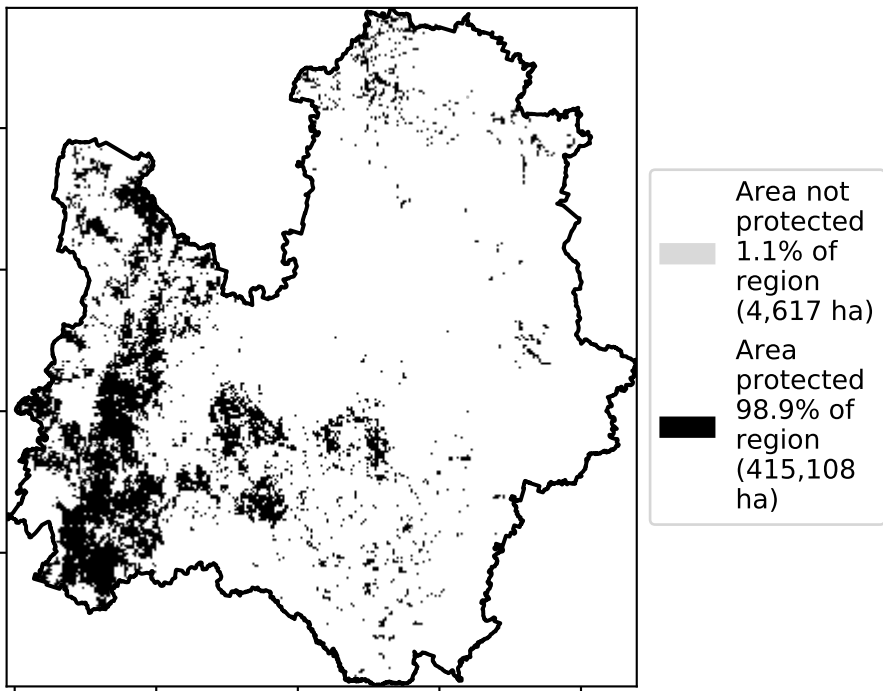 Area not
protected
1.1% of
region
(4,617 ha)
Area
protected
98.9% of
region
(415,108
ha)